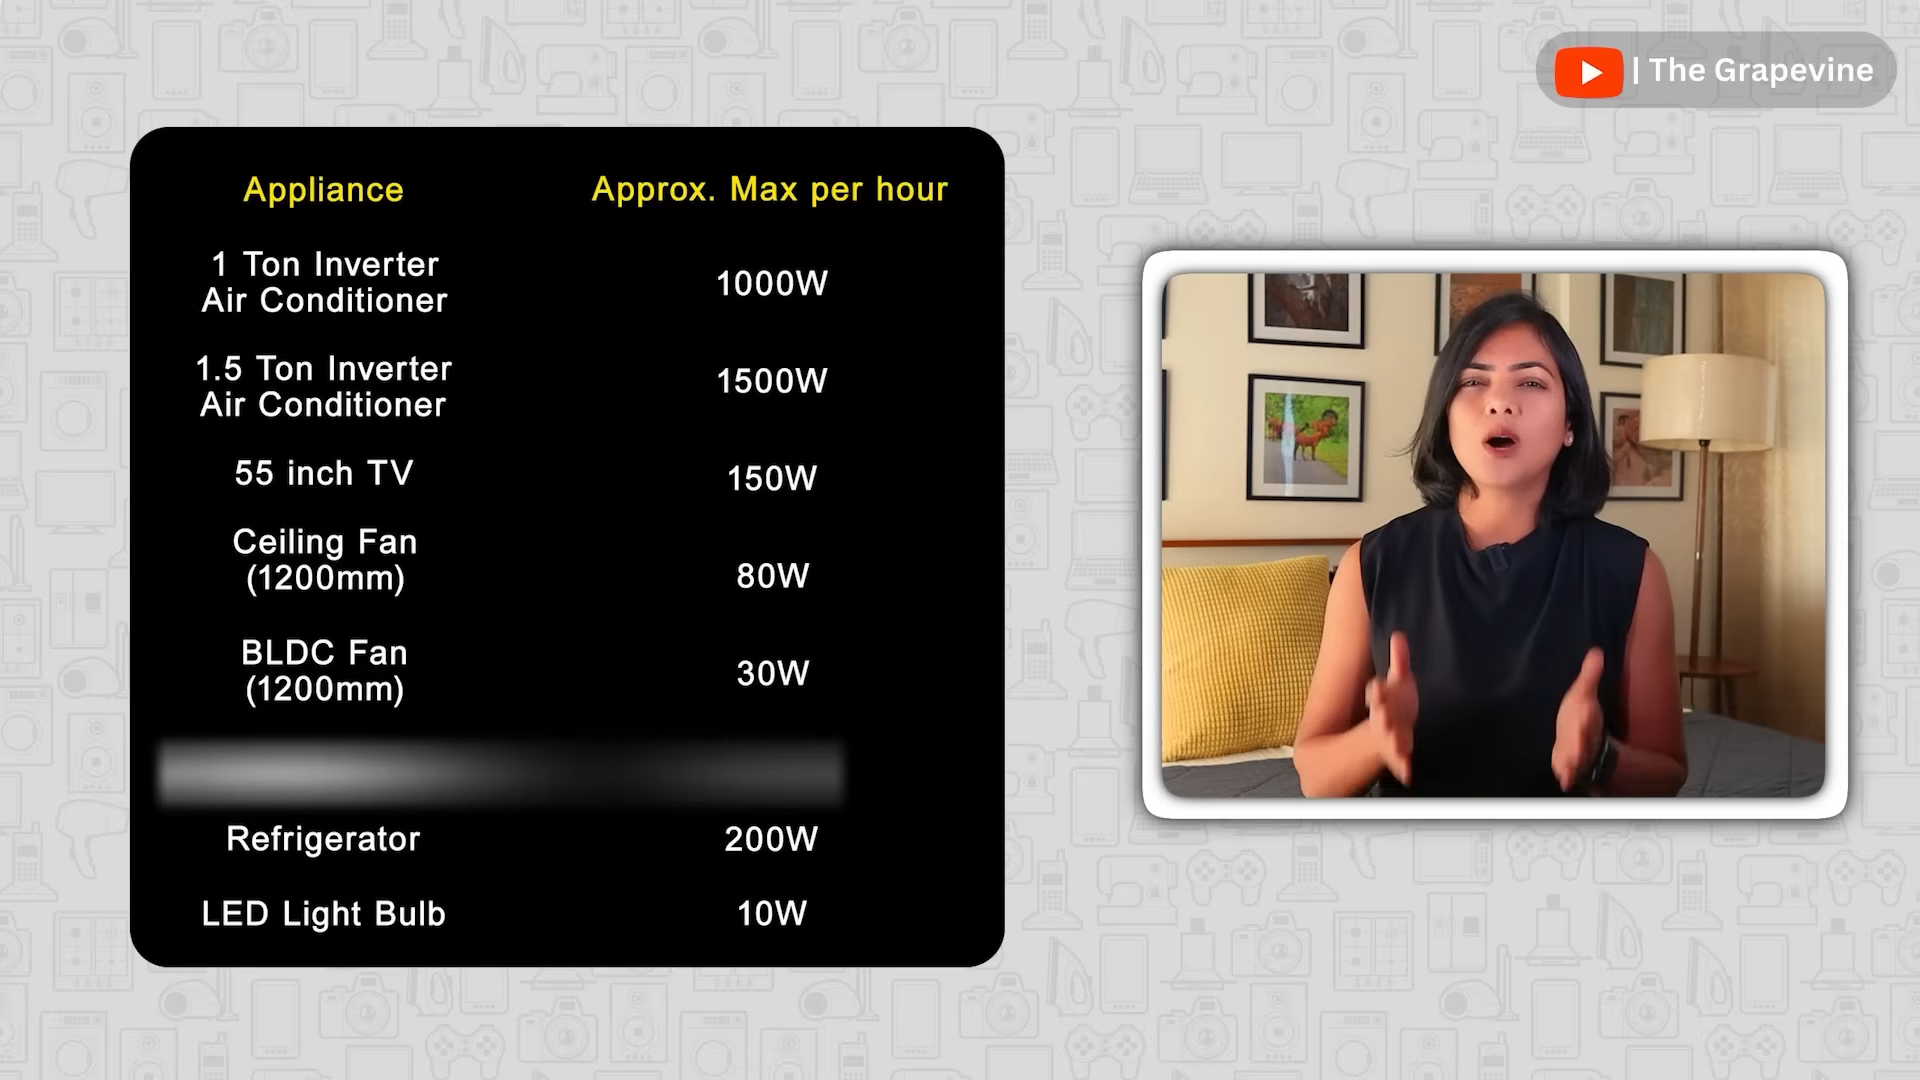 | The Grapevine
Appliance Approx. Max per hour
1 Ton Inverter
Air Conditioner
1000W
1.5 Ton Inverter
Air Conditioner
1500W
55 inch TV 150W
Ceiling Fan
(1200mm)
80W
BLDC Fan
(1200mm)
30W
Refrigerator 200W
LED Light Bulb 10W